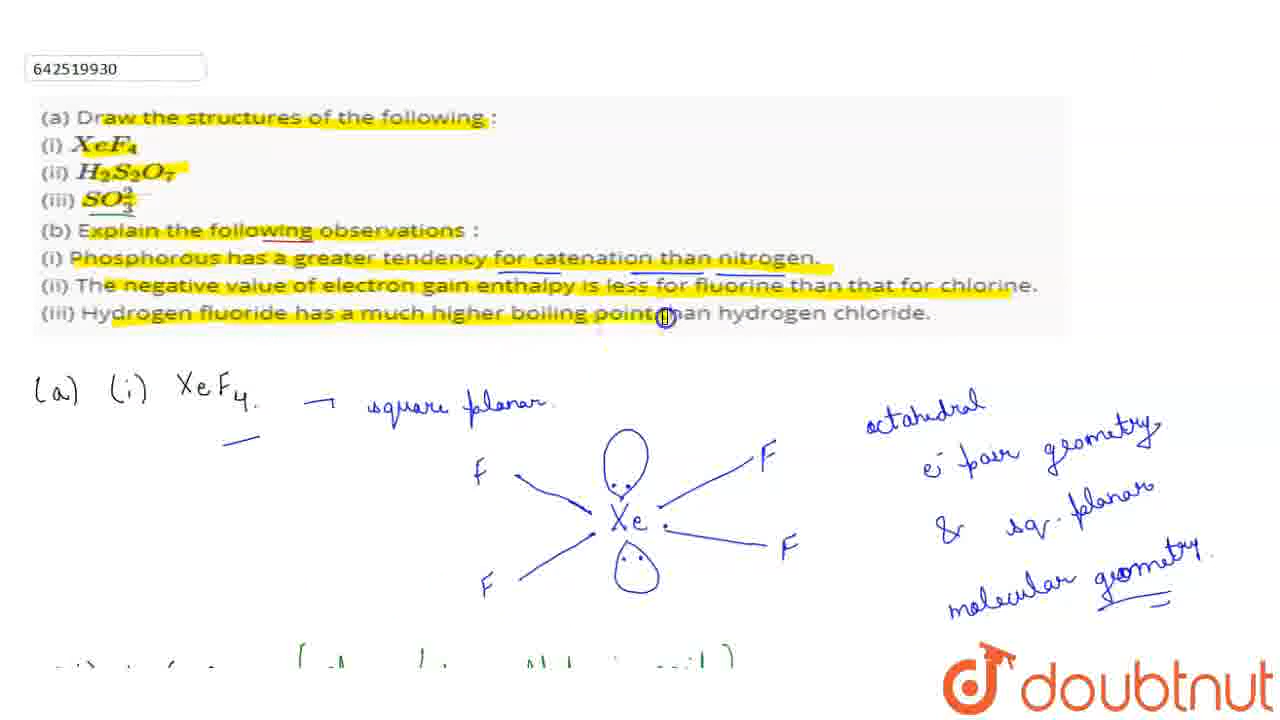 642519930
(a) Draw the structures of the following :
(i) XeF4
(ii) H2S2O7
(iii) SO3^2
(b) Explain the following observations :
(i) Phosphorous has a greater tendency for catenation than nitrogen.
(ii) The negative value of electron gain enthalpy is less for fluorine than that for chlorine.
(iii) Hydrogen fluoride has a much higher boiling point than hydrogen chloride.
(a) (i) XeF4. → square planar.
F F
Xe
F F
octahedral
e⁻ pair geometry
& sq. planar
molecular geometry.
doubtnut